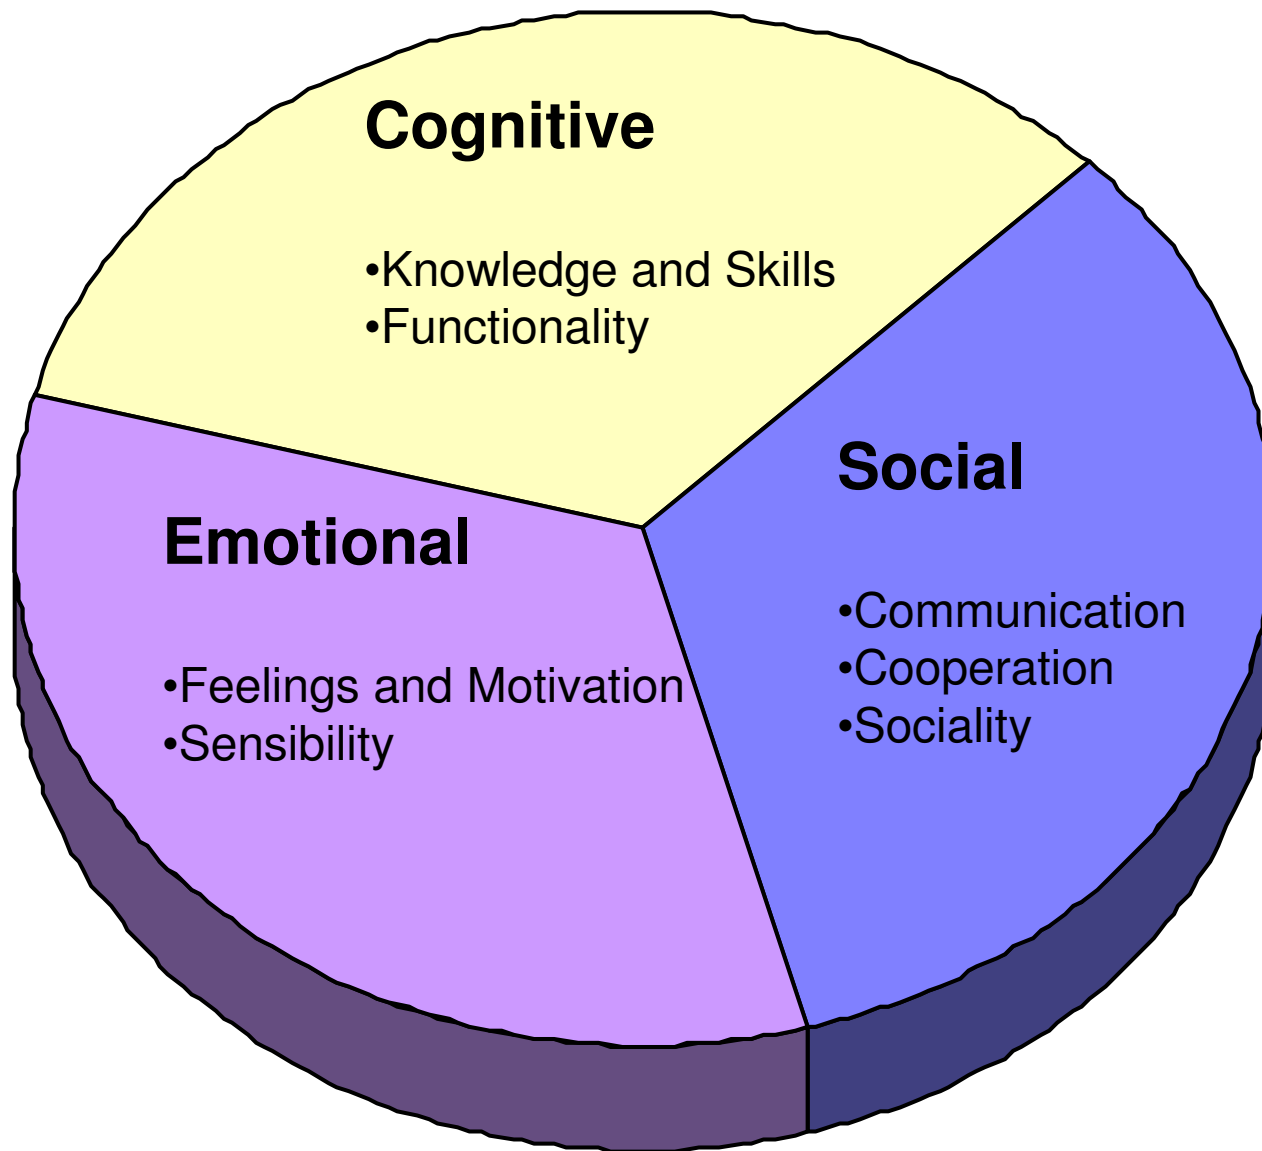 Cognitive
•Knowledge and Skills
•Functionality
Social
•Communication
•Cooperation
•Sociality
Emotional
•Feelings and Motivation
•Sensibility